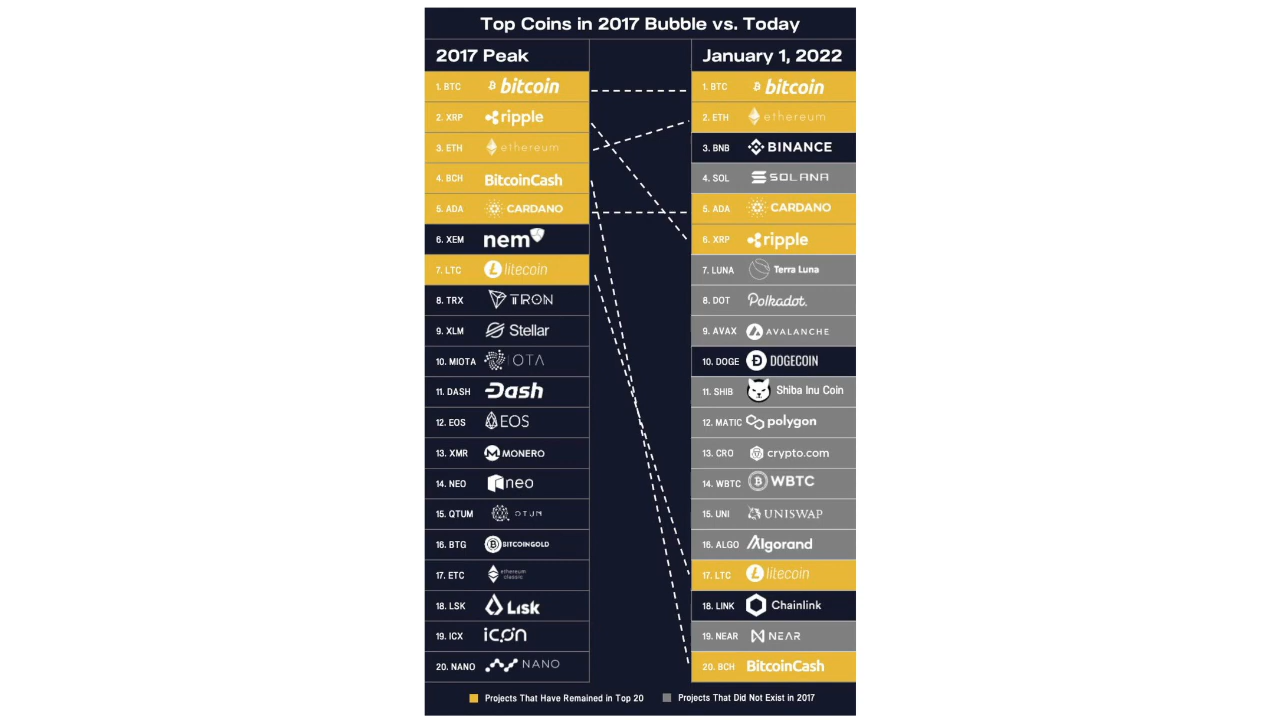 Top Coins in 2017 Bubble vs. Today
2017 Peak
1. BTC bitcoin
2. XRP ripple
3. ETH ethereum
4. BCH BitcoinCash
5. ADA CARDANO
6. XEM nem
7. LTC litecoin
8. TRX TRON
9. XLM Stellar
10. MIOTA IOTA
11. DASH Dash
12. EOS EOS
13. XMR MONERO
14. NEO neo
15. QTUM QTUM
16. BTG BITCOINGOLD
17. ETC ethereum classic
18. LSK Lisk
19. ICX icon
20. NANO NANO
January 1, 2022
1. BTC bitcoin
2. ETH ethereum
3. BNB BINANCE
4. SOL SOLANA
5. ADA CARDANO
6. XRP ripple
7. LUNA Terra Luna
8. DOT Polkadot.
9. AVAX AVALANCHE
10. DOGE DOGECOIN
11. SHIB Shiba Inu Coin
12. MATIC polygon
13. CRO crypto.com
14. WBTC WBTC
15. UNI UNISWAP
16. ALGO Algorand
17. LTC litecoin
18. LINK Chainlink
19. NEAR NEAR
20. BCH BitcoinCash
Projects That Have Remained in Top 20
Projects That Did Not Exist in 2017